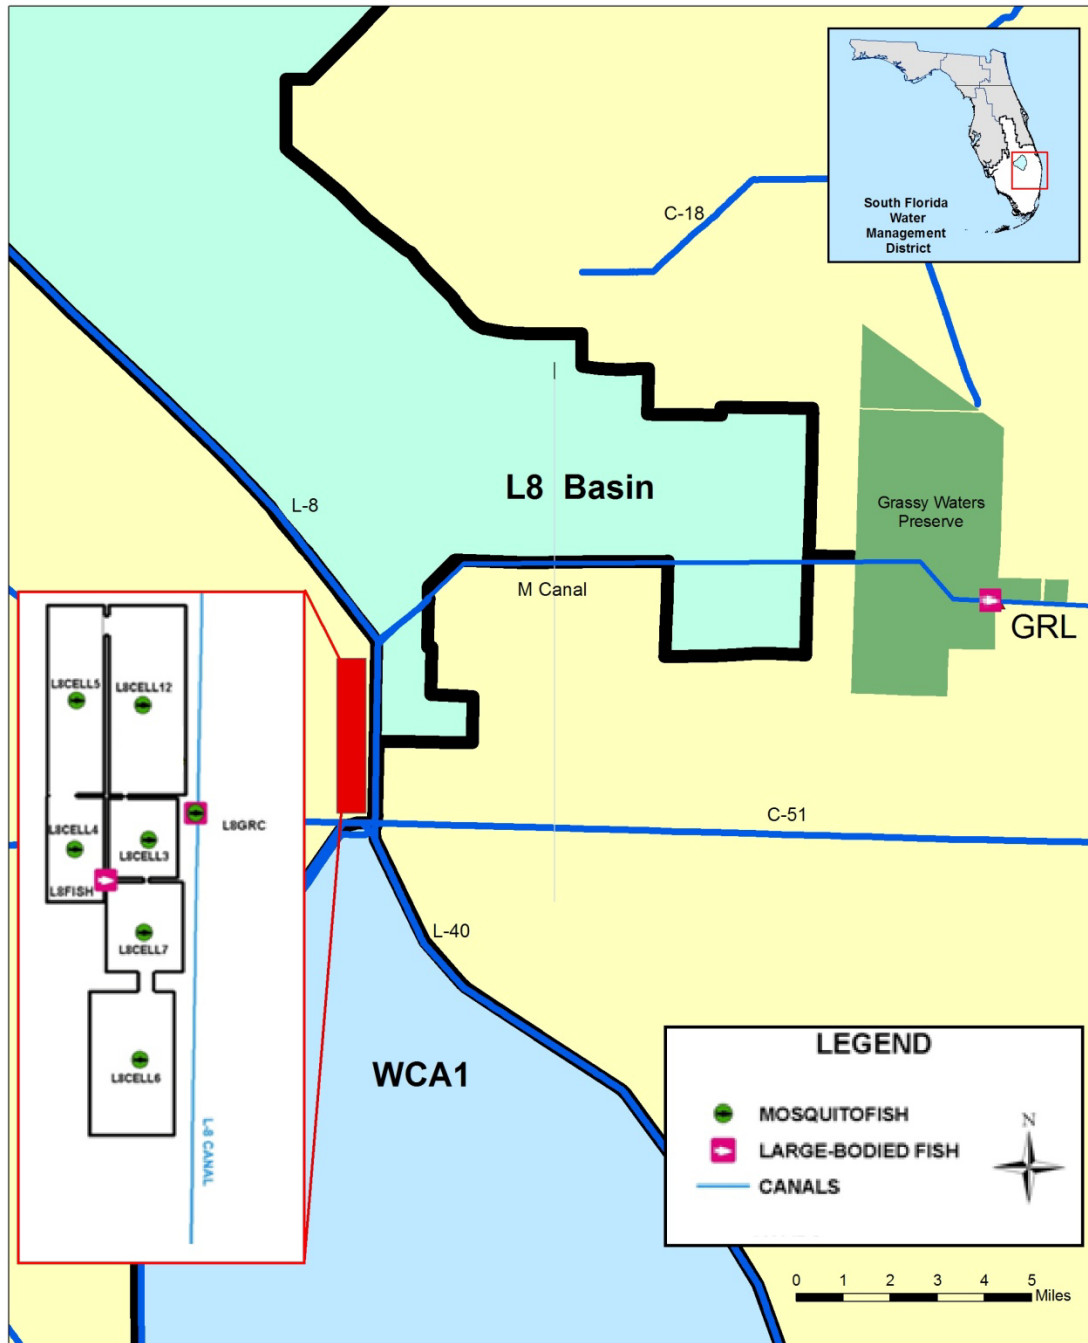 South Florida
Water
Management
District
C-18
L8 Basin
L-8
Grassy Waters
Preserve
M Canal
GRL
L8CELL5
L8CELL12
L8GRC
L8CELL4
L8CELL3
L8FISH
L8CELL7
L8CELL6
L-8 CANAL
C-51
L-40
WCA1
LEGEND
MOSQUITOFISH
LARGE-BODIED FISH
CANALS
N
0 1 2 3 4 5
Miles